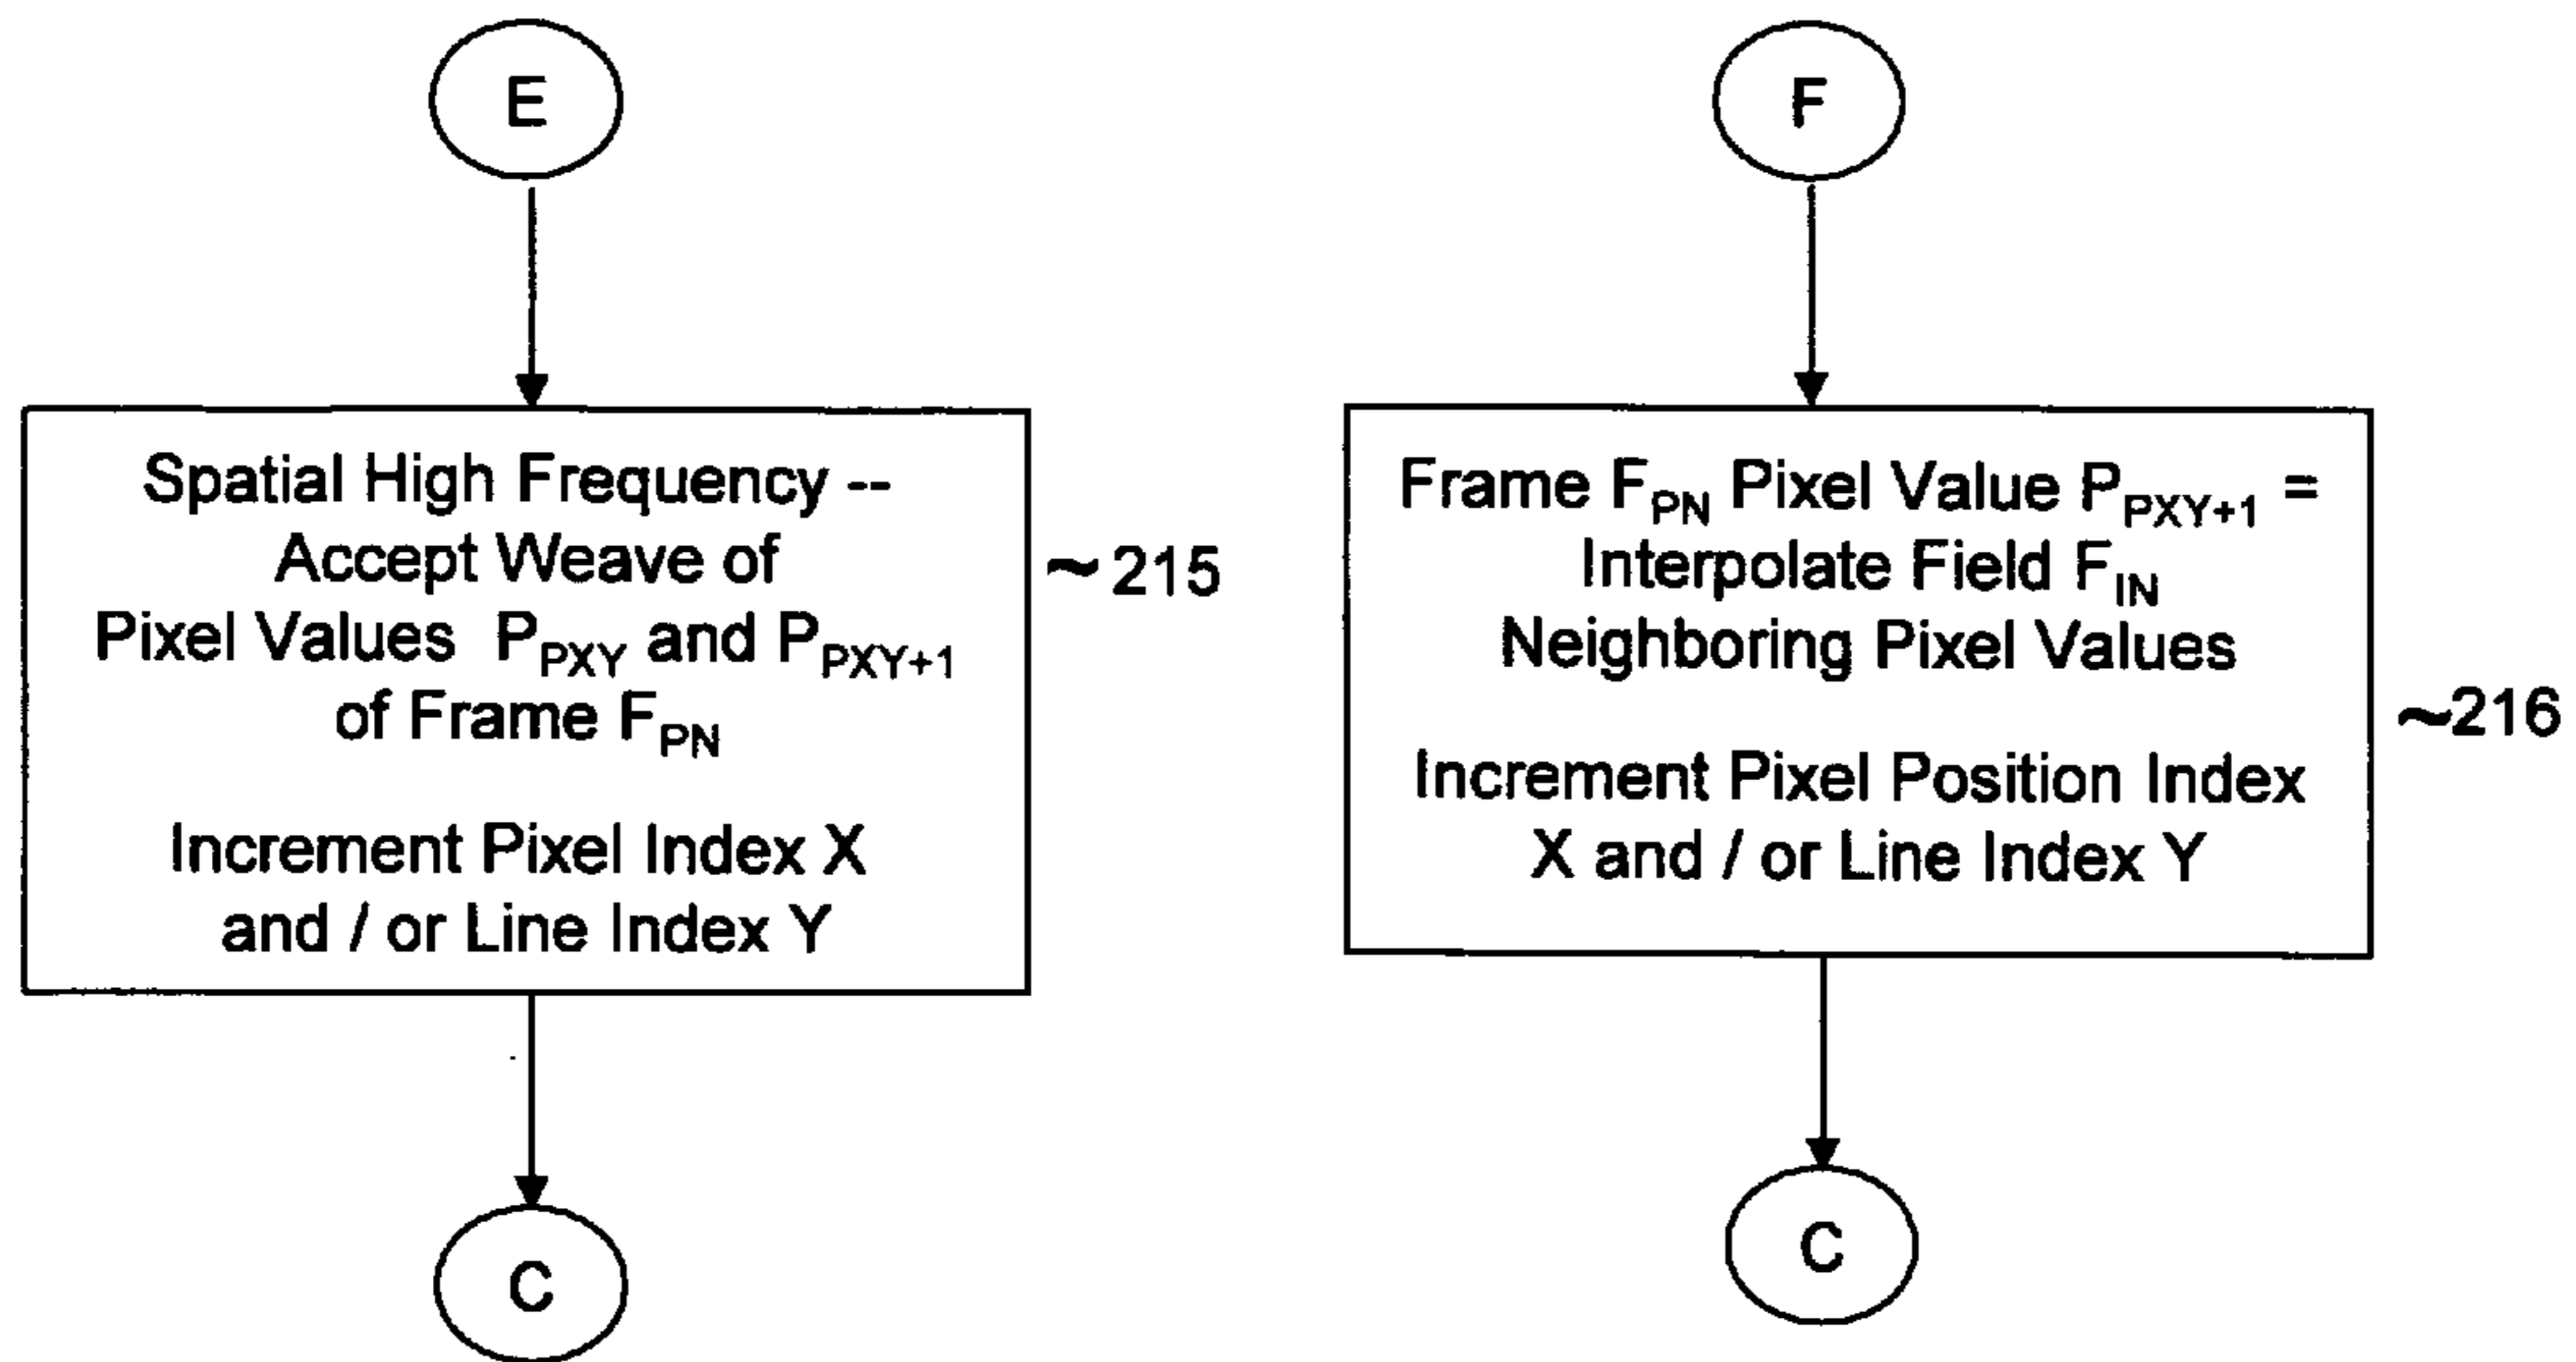 E
Spatial High Frequency --
Accept Weave of
Pixel Values P_PXY and P_PXY+1
of Frame F_PN
Increment Pixel Index X
and / or Line Index Y
~215
C
F
Frame F_PN Pixel Value P_PXY+1 =
Interpolate Field F_IN
Neighboring Pixel Values
Increment Pixel Position Index
X and / or Line Index Y
~216
C